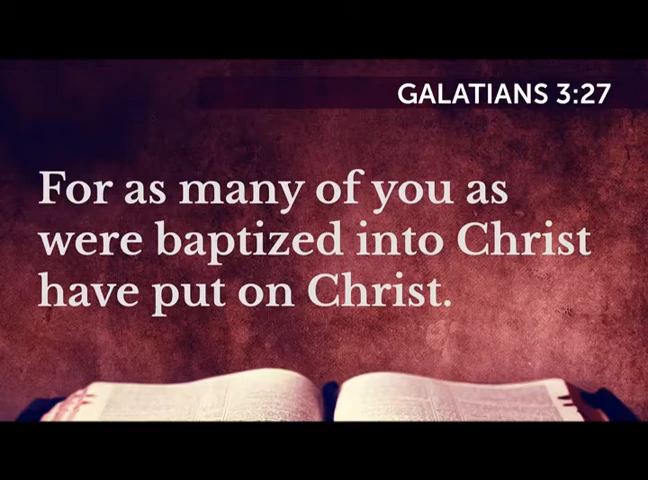 GALATIANS 3:27
For as many of you as
were baptized into Christ
have put on Christ.